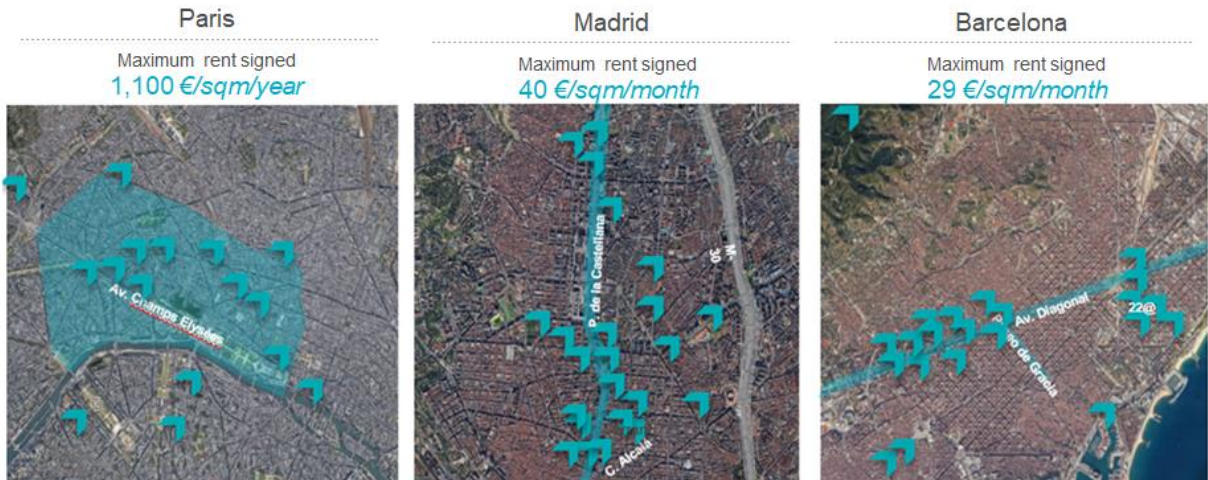 Paris
Maximum rent signed
1,100 €/sqm/year
Av. Champs Elysées
Madrid
Maximum rent signed
40 €/sqm/month
P. de la Castellana
M-
30
C. Alcalá
Barcelona
Maximum rent signed
29 €/sqm/month
Av. Diagonal
22@
de Gracia